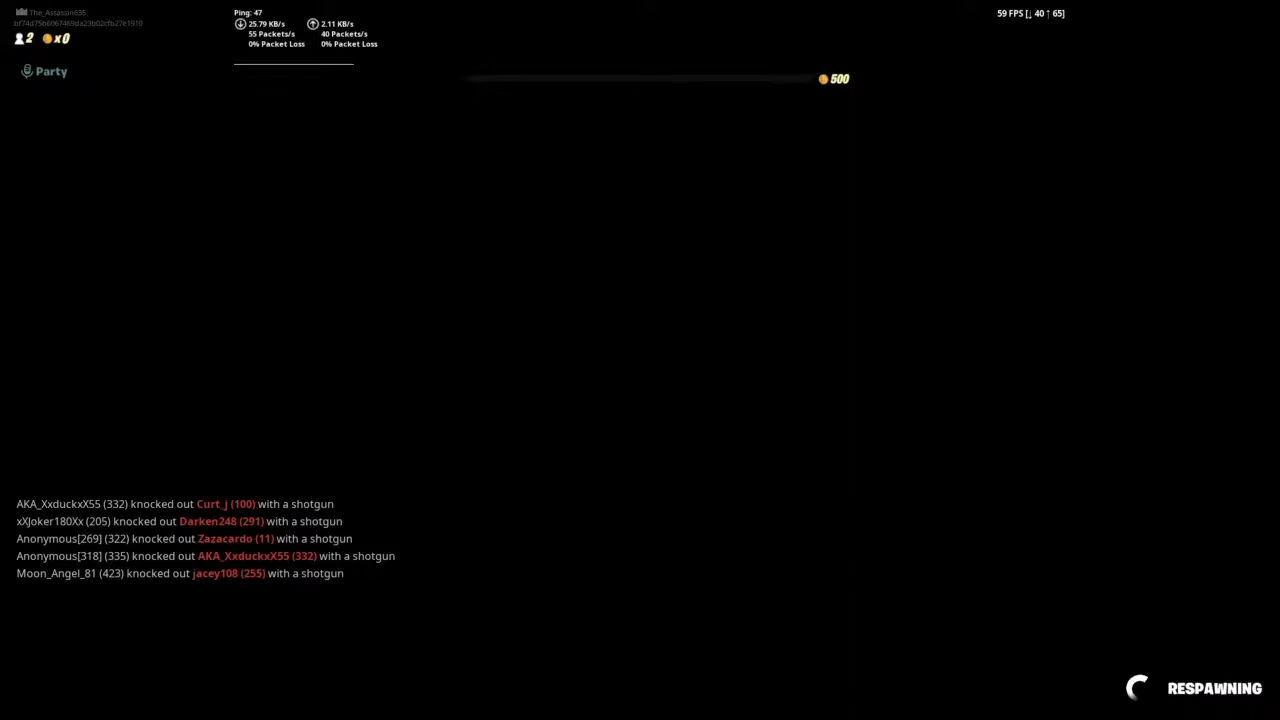 The_Assasin635
Ping: 47
59 FPS [↓ 40 ↑ 65]
25.79 KB/s
2.11 KB/s
55 Packets/s
40 Packets/s
0% Packet Loss
0% Packet Loss
2
x0
Party
500
AKA_XxduckxX55 (332) knocked out Curt_j (100) with a shotgun
xXJoker180Xx (205) knocked out Darken248 (291) with a shotgun
Anonymous[269] (322) knocked out Zazacardo (11) with a shotgun
Anonymous[318] (335) knocked out AKA_XxduckxX55 (332) with a shotgun
Moon_Angel_81 (423) knocked out jacey108 (255) with a shotgun
RESPAWNING